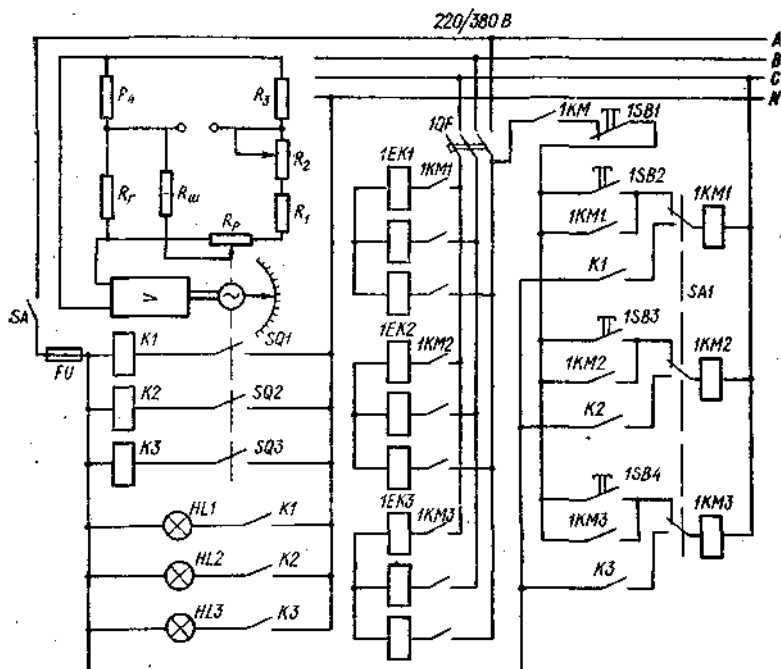 220/380 В
A
B
C
N
R4
R3
1QF
1KM
1SB1
1EK1
1KM1
R2
1SB2
1KM1
Rг
Rш
R1
1KM1
Rр
K1
SA1
SA
1EK2
1KM2
1SB3
1KM2
FU
K1
SQ1
1KM2
K2
SQ2
K2
K3
SQ3
1SB4
1KM3
1EK3
1KM3
1KM3
HL1
K1
HL2
K2
K3
HL3
K3